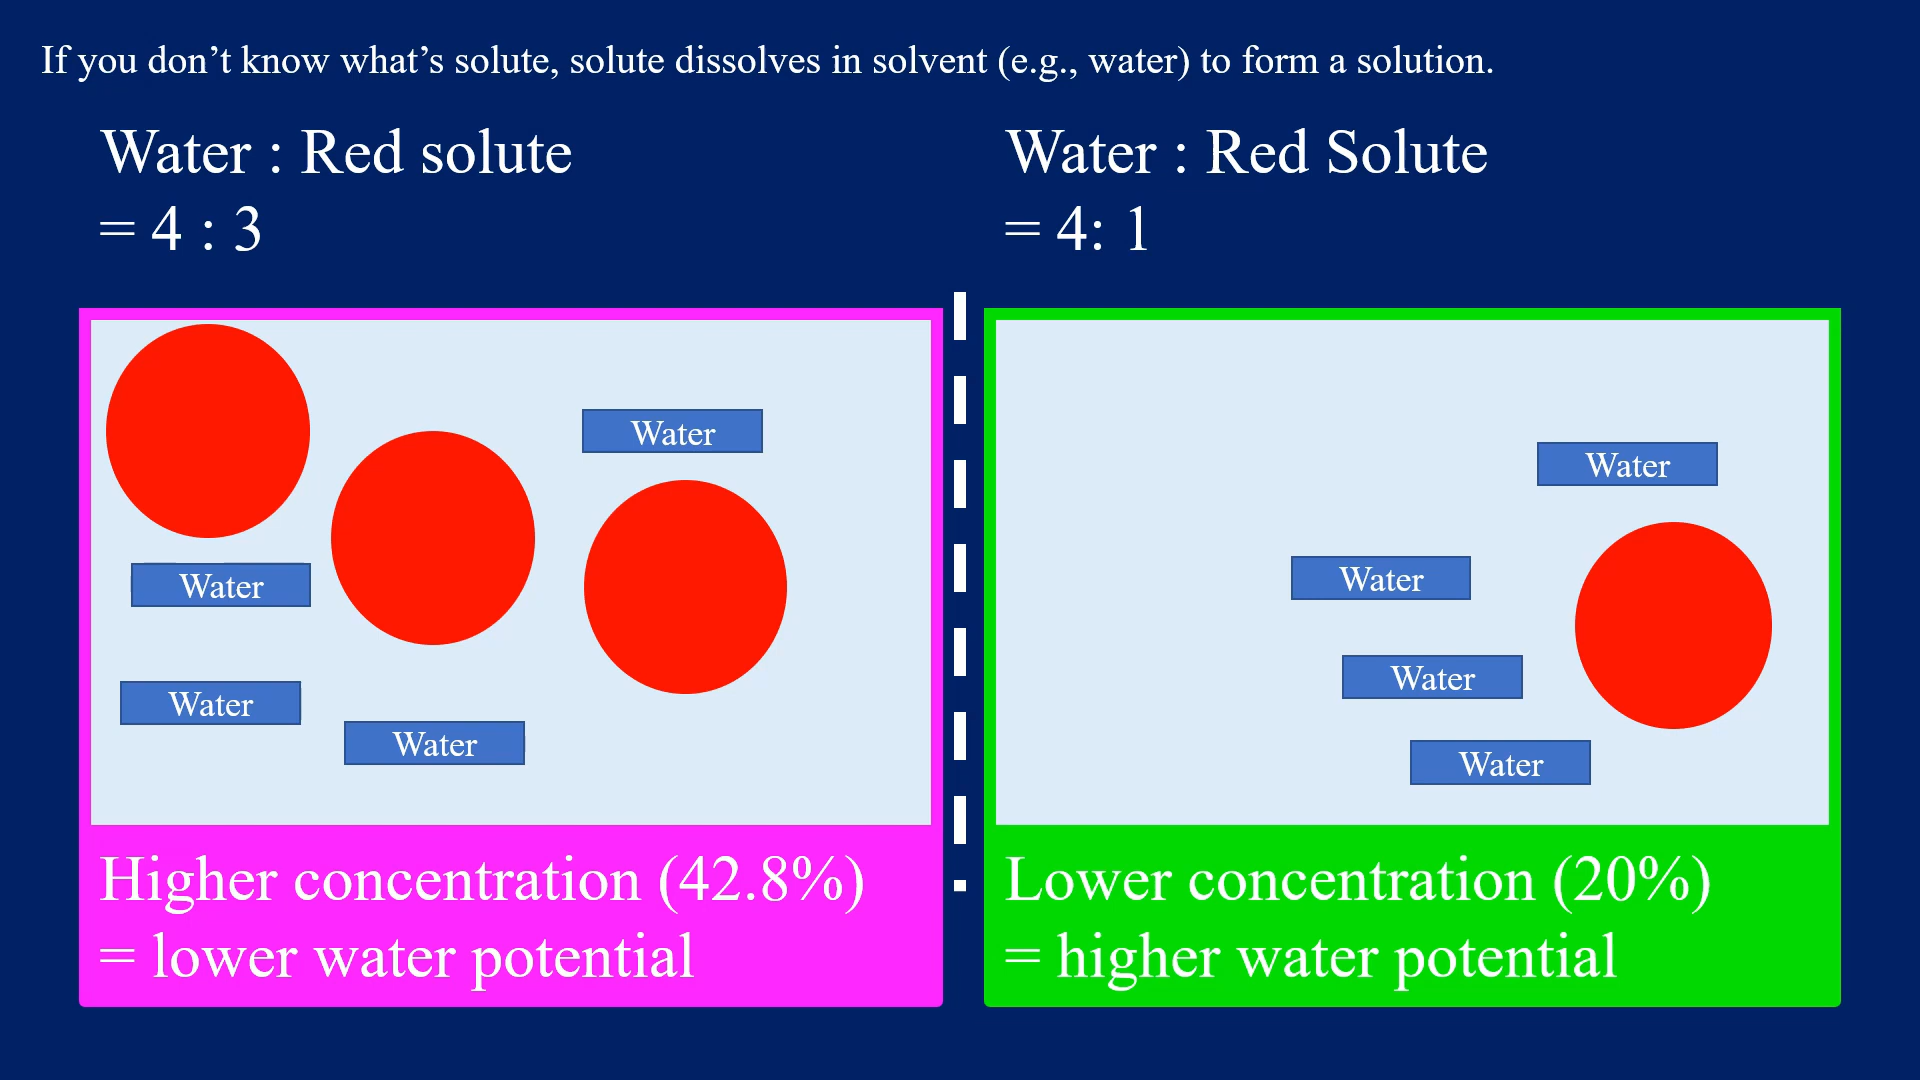 If you don’t know what’s solute, solute dissolves in solvent (e.g., water) to form a solution.
Water : Red solute
= 4 : 3
Water : Red Solute
= 4: 1
Water
Water
Water
Water
Water
Water
Water
Water
Higher concentration (42.8%)
= lower water potential
Lower concentration (20%)
= higher water potential